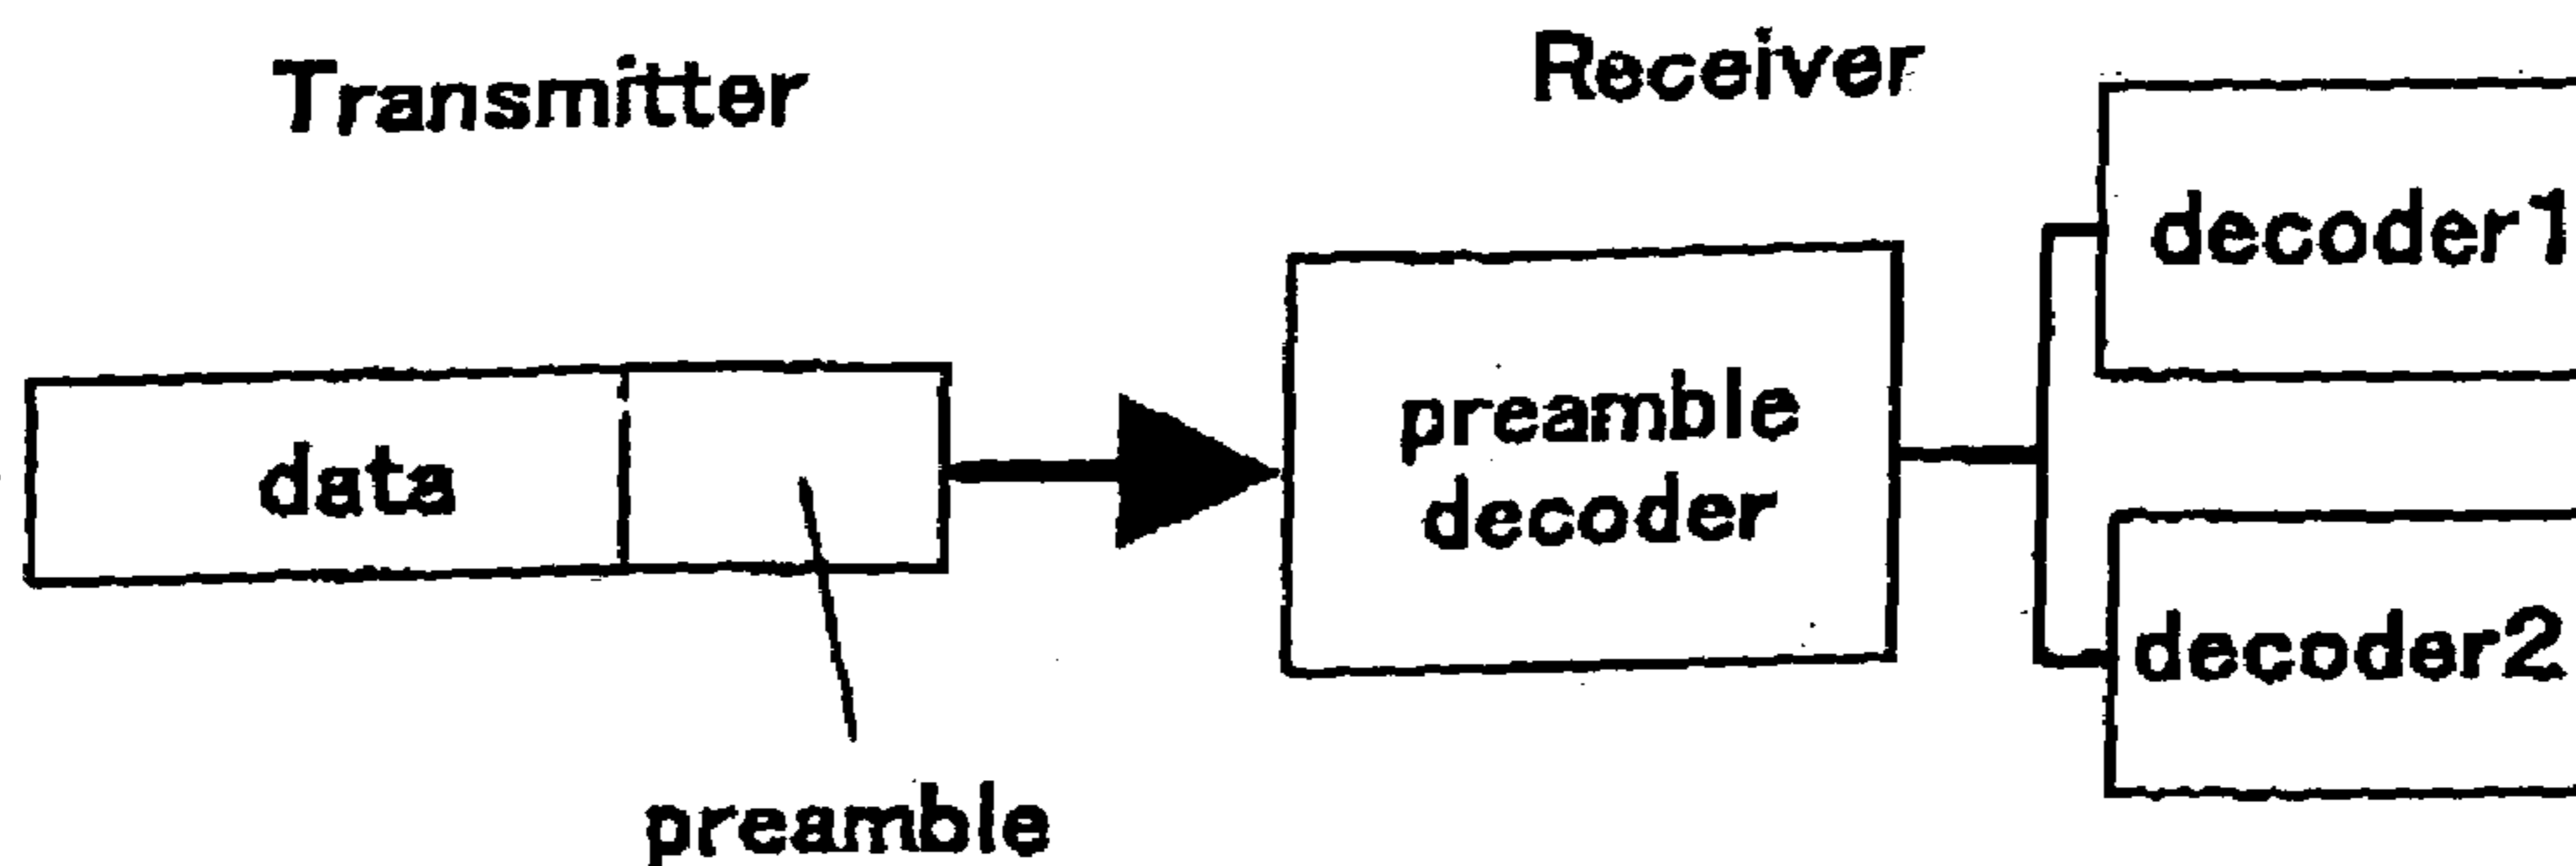 Transmitter
Receiver
data
preamble
preamble
decoder
decoder1
decoder2